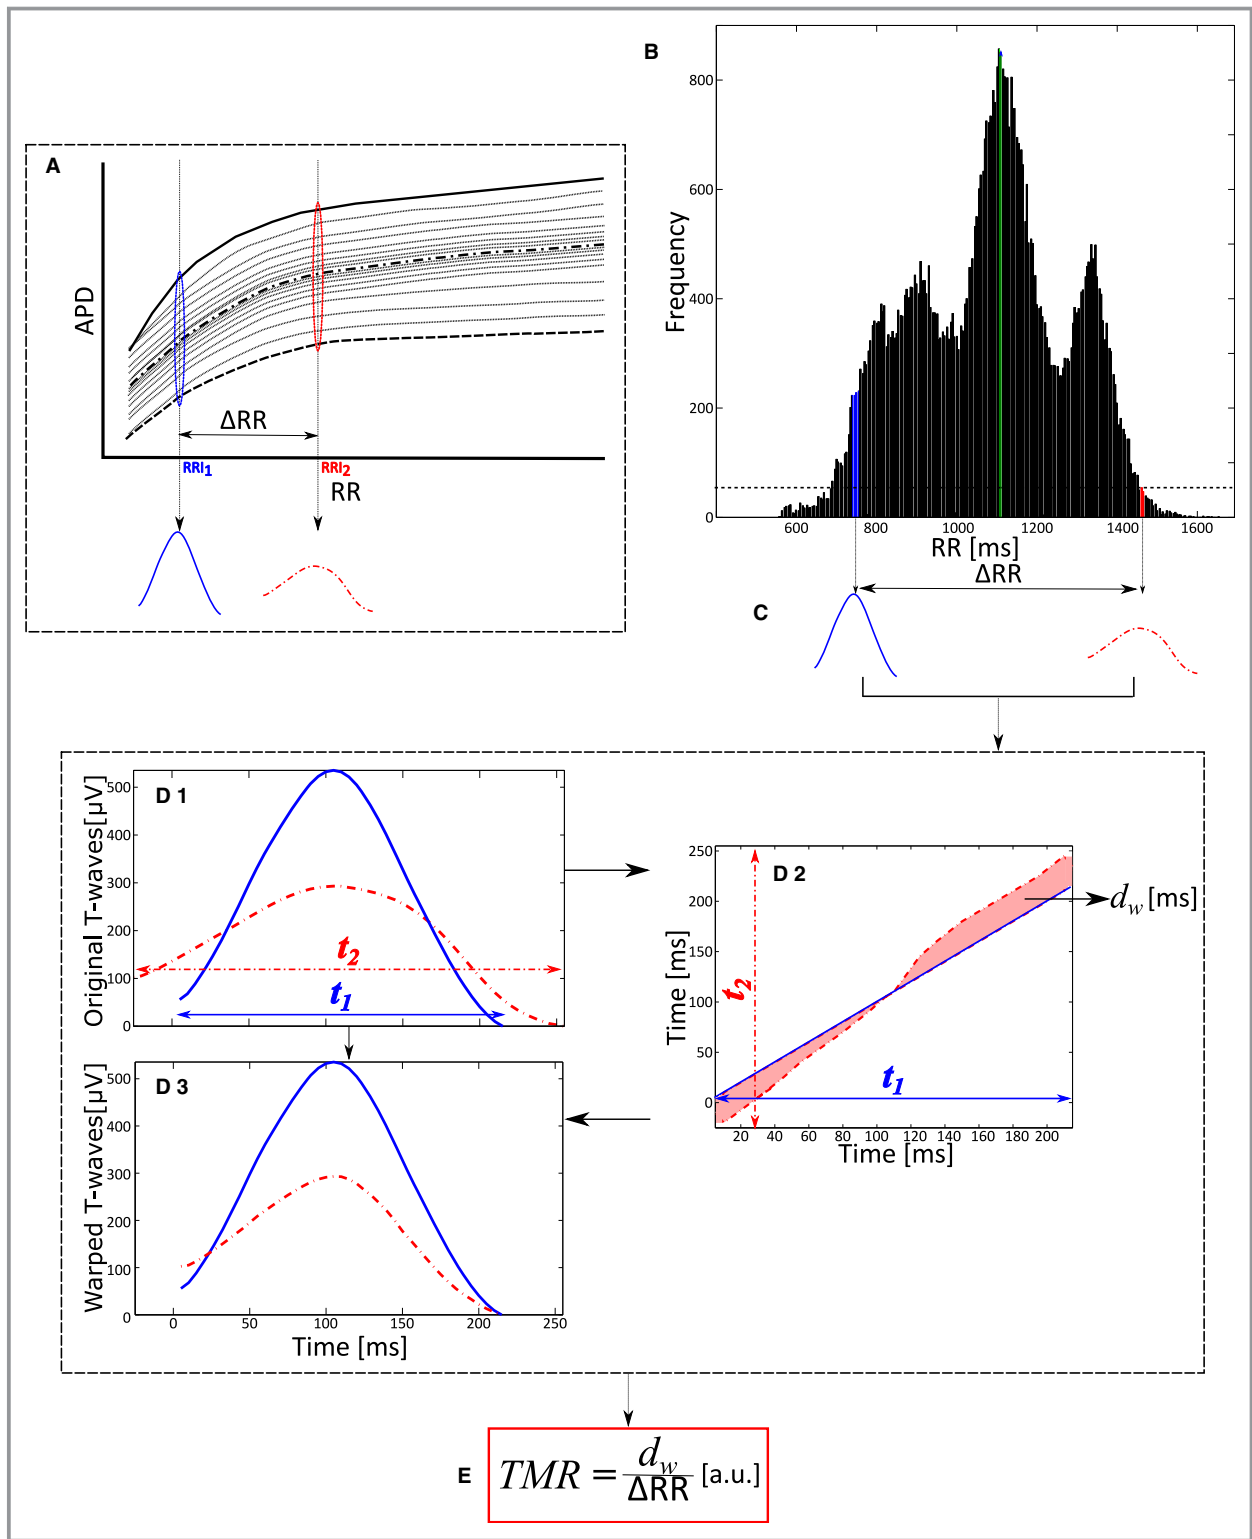 A
APD
ΔRR
RRI1
RRI2
RR
B
Frequency
800
600
400
200
0
600 800 1000 1200 1400 1600
RR [ms]
ΔRR
C
D 1
Original T-waves[µV]
500
400
300
200
100
0
t2
t1
D 2
Time [ms]
250
200
150
100
50
0
t2
t1
dw [ms]
20 40 60 80 100 120 140 160 180 200
Time [ms]
D 3
Warped T-waves[µV]
500
400
300
200
100
0
0 50 100 150 200 250
Time [ms]
E
TMR = dw/ΔRR [a.u.]